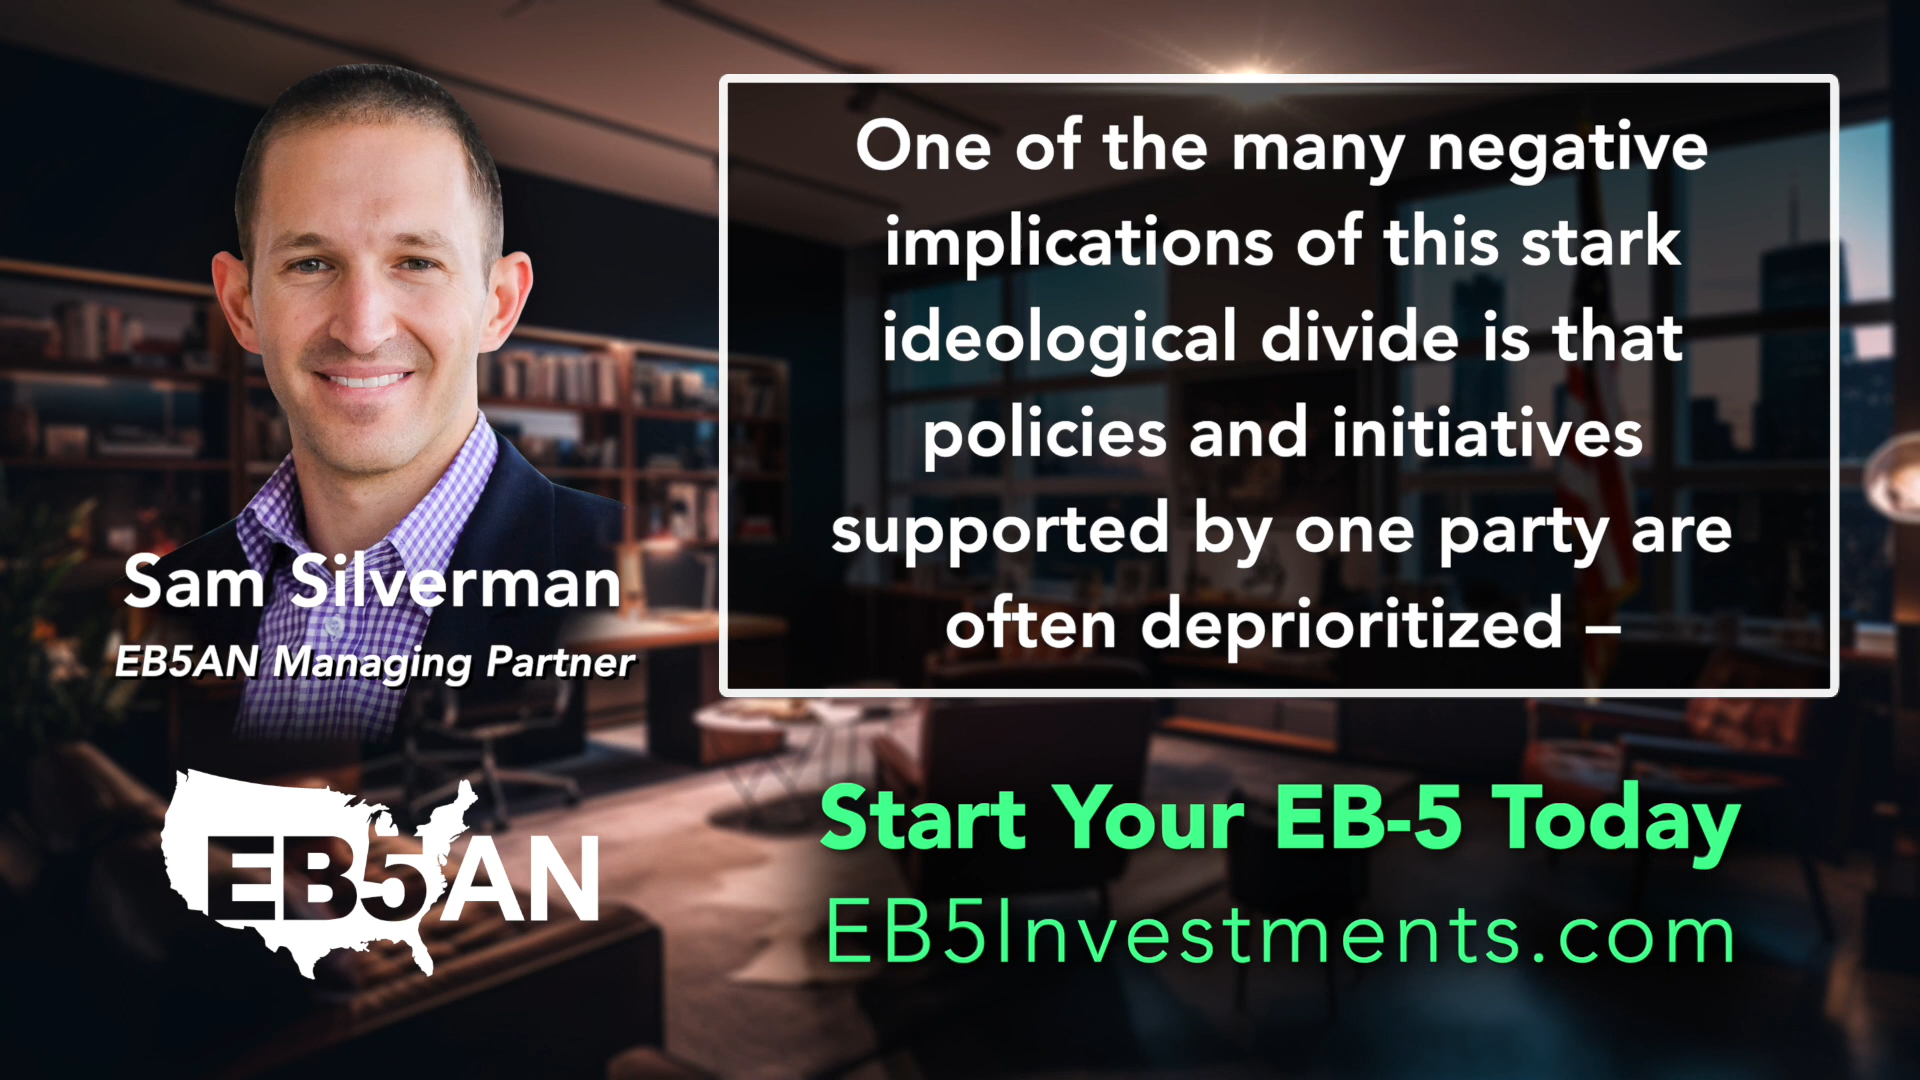 One of the many negative
implications of this stark
ideological divide is that
policies and initiatives
supported by one party are
often deprioritized –
Sam Silverman
EB5AN Managing Partner
EB5AN
Start Your EB-5 Today
EB5Investments.com